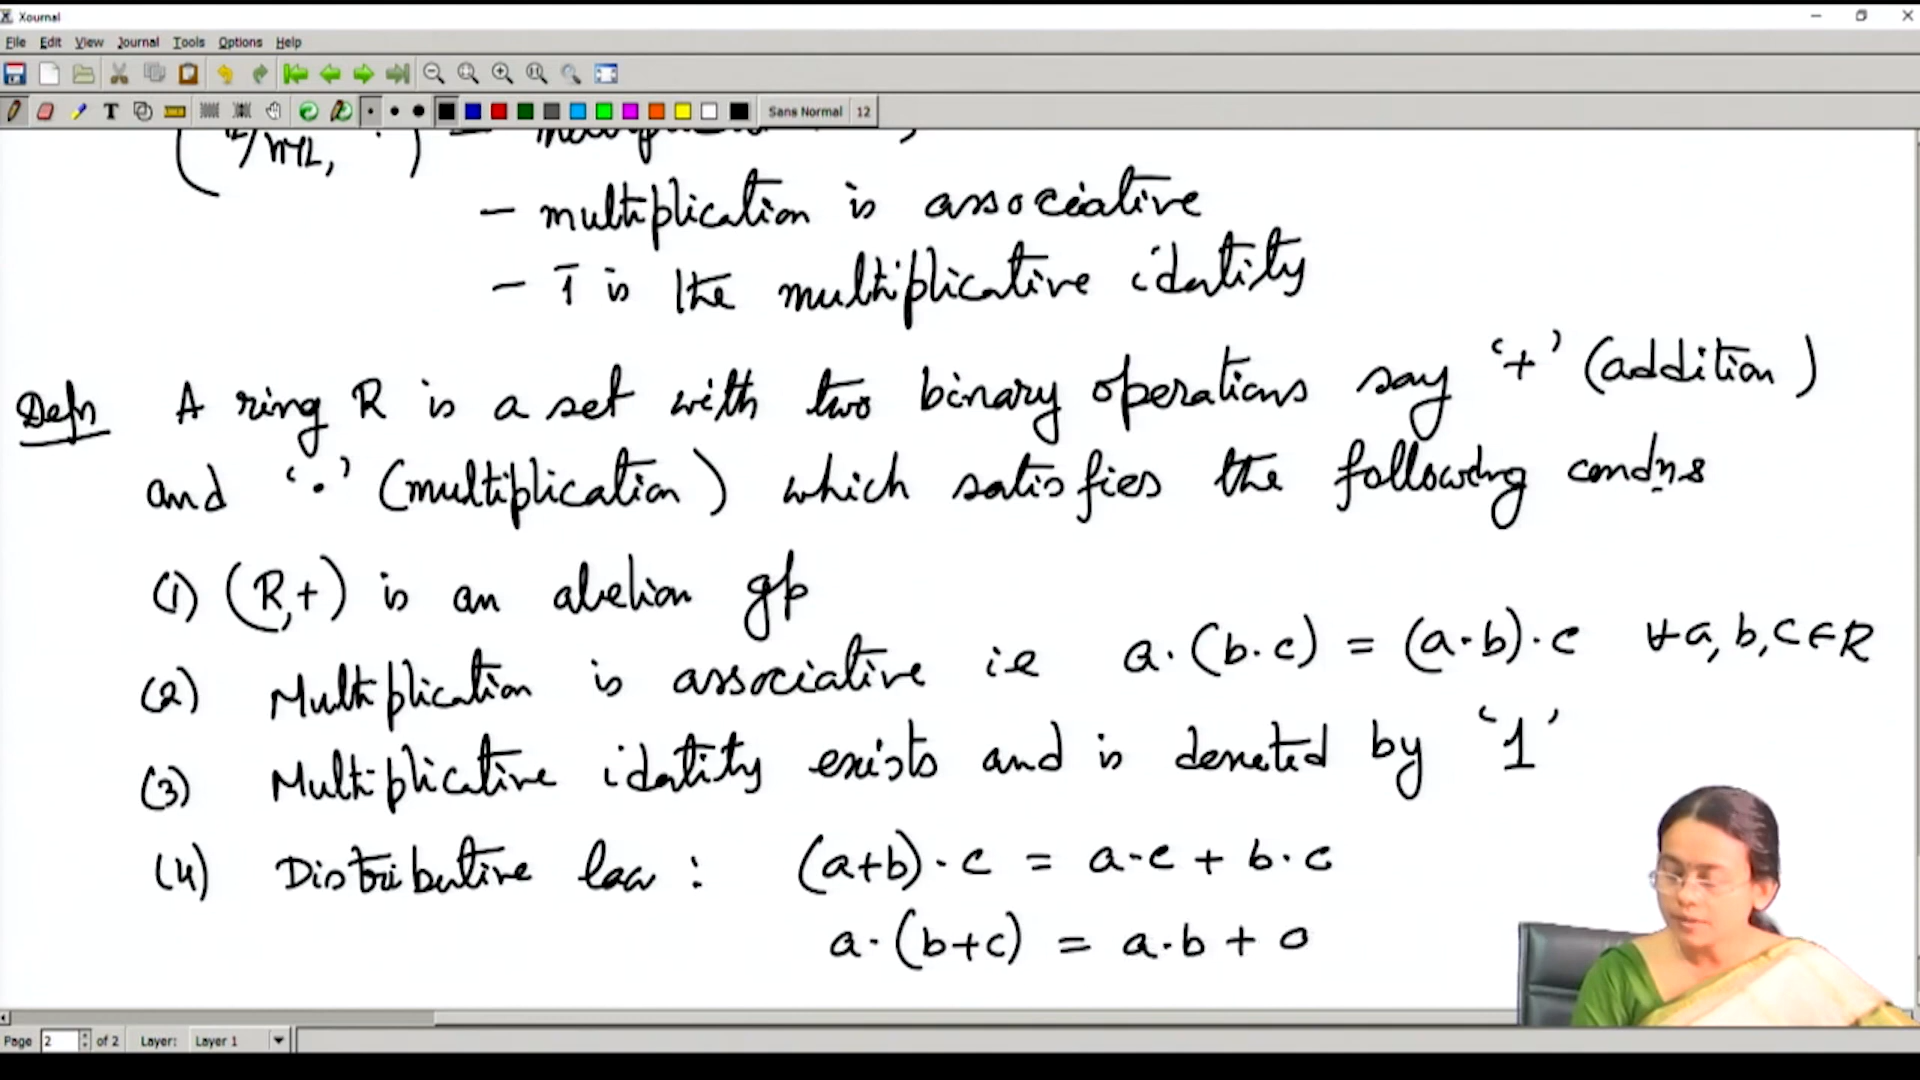 Xournal
File Edit View Journal Tools Options Help
Sans Normal 12
- multiplication is associative
- 1̄ is the multiplicative identity
Defn A ring R is a set with two binary operations say '+' (addition)
and '·' (multiplication) which satisfies the following condns
(1) (R,+) is an abelian gp
(2) Multiplication is associative i.e a·(b·c) = (a·b)·c ∀ a, b, c ∈ R
(3) Multiplicative identity exists and is denoted by '1'
(4) Distributive law : (a+b)·c = a·c + b·c
a·(b+c) = a·b + a
Page 2 of 2 Layer: Layer 1